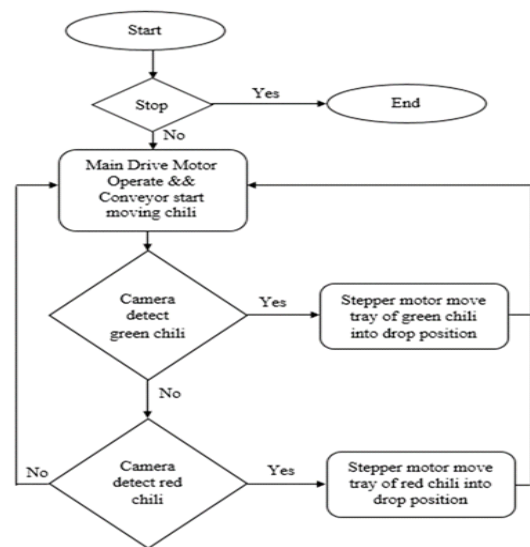 Start
Stop
Yes
End
No
Main Drive Motor
Operate &&
Conveyor start
moving chili
Camera
detect
green chili
Yes
Stepper motor move
tray of green chili
into drop position
No
Camera
detect red
chili
No
Yes
Stepper motor move
tray of red chili into
drop position